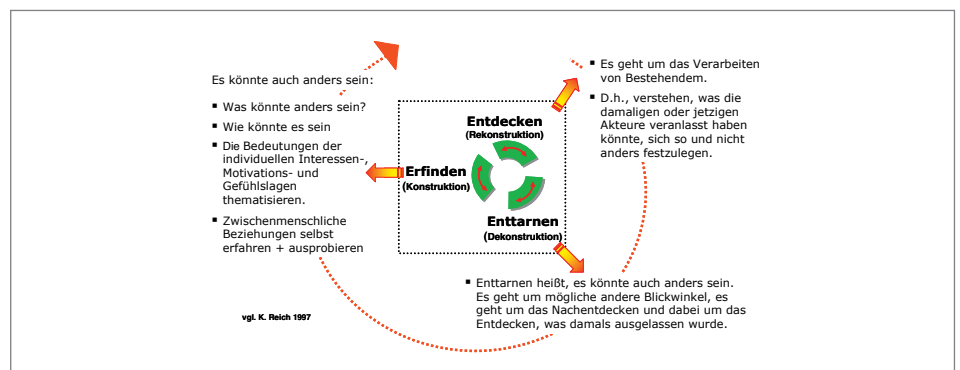 Es könnte auch anders sein:
▪ Was könnte anders sein?
▪ Wie könnte es sein
▪ Die Bedeutungen der
individuellen Interessen-,
Motivations- und
Gefühlslagen
thematisieren.
▪ Zwischenmenschliche
Beziehungen selbst
erfahren + ausprobieren
Entdecken
(Rekonstruktion)
Erfinden
(Konstruktion)
Enttarnen
(Dekonstruktion)
▪ Es geht um das Verarbeiten
von Bestehendem.
▪ D.h., verstehen, was die
damaligen oder jetzigen
Akteure veranlasst haben
könnte, sich so und nicht
anders festzulegen.
▪ Enttarnen heißt, es könnte auch anders sein.
Es geht um mögliche andere Blickwinkel, es
geht um das Nachentdecken und dabei um das
Entdecken, was damals ausgelassen wurde.
vgl. K. Reich 1997